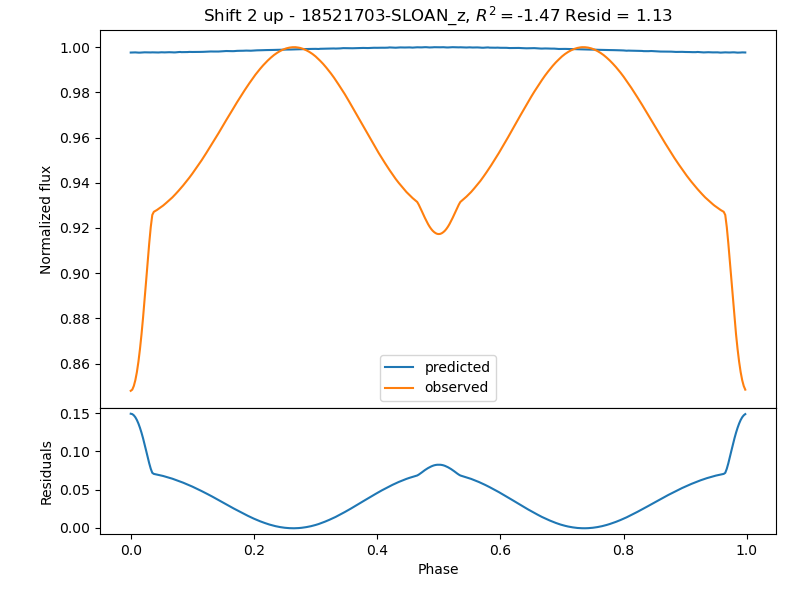 Shift 2 up - 18521703-SLOAN_z, R² = -1.47 Resid = 1.13
Normalized flux
1.00
0.98
0.96
0.94
0.92
0.90
0.88
0.86
predicted
observed
Residuals
0.15
0.10
0.05
0.00
0.0 0.2 0.4 0.6 0.8 1.0
Phase